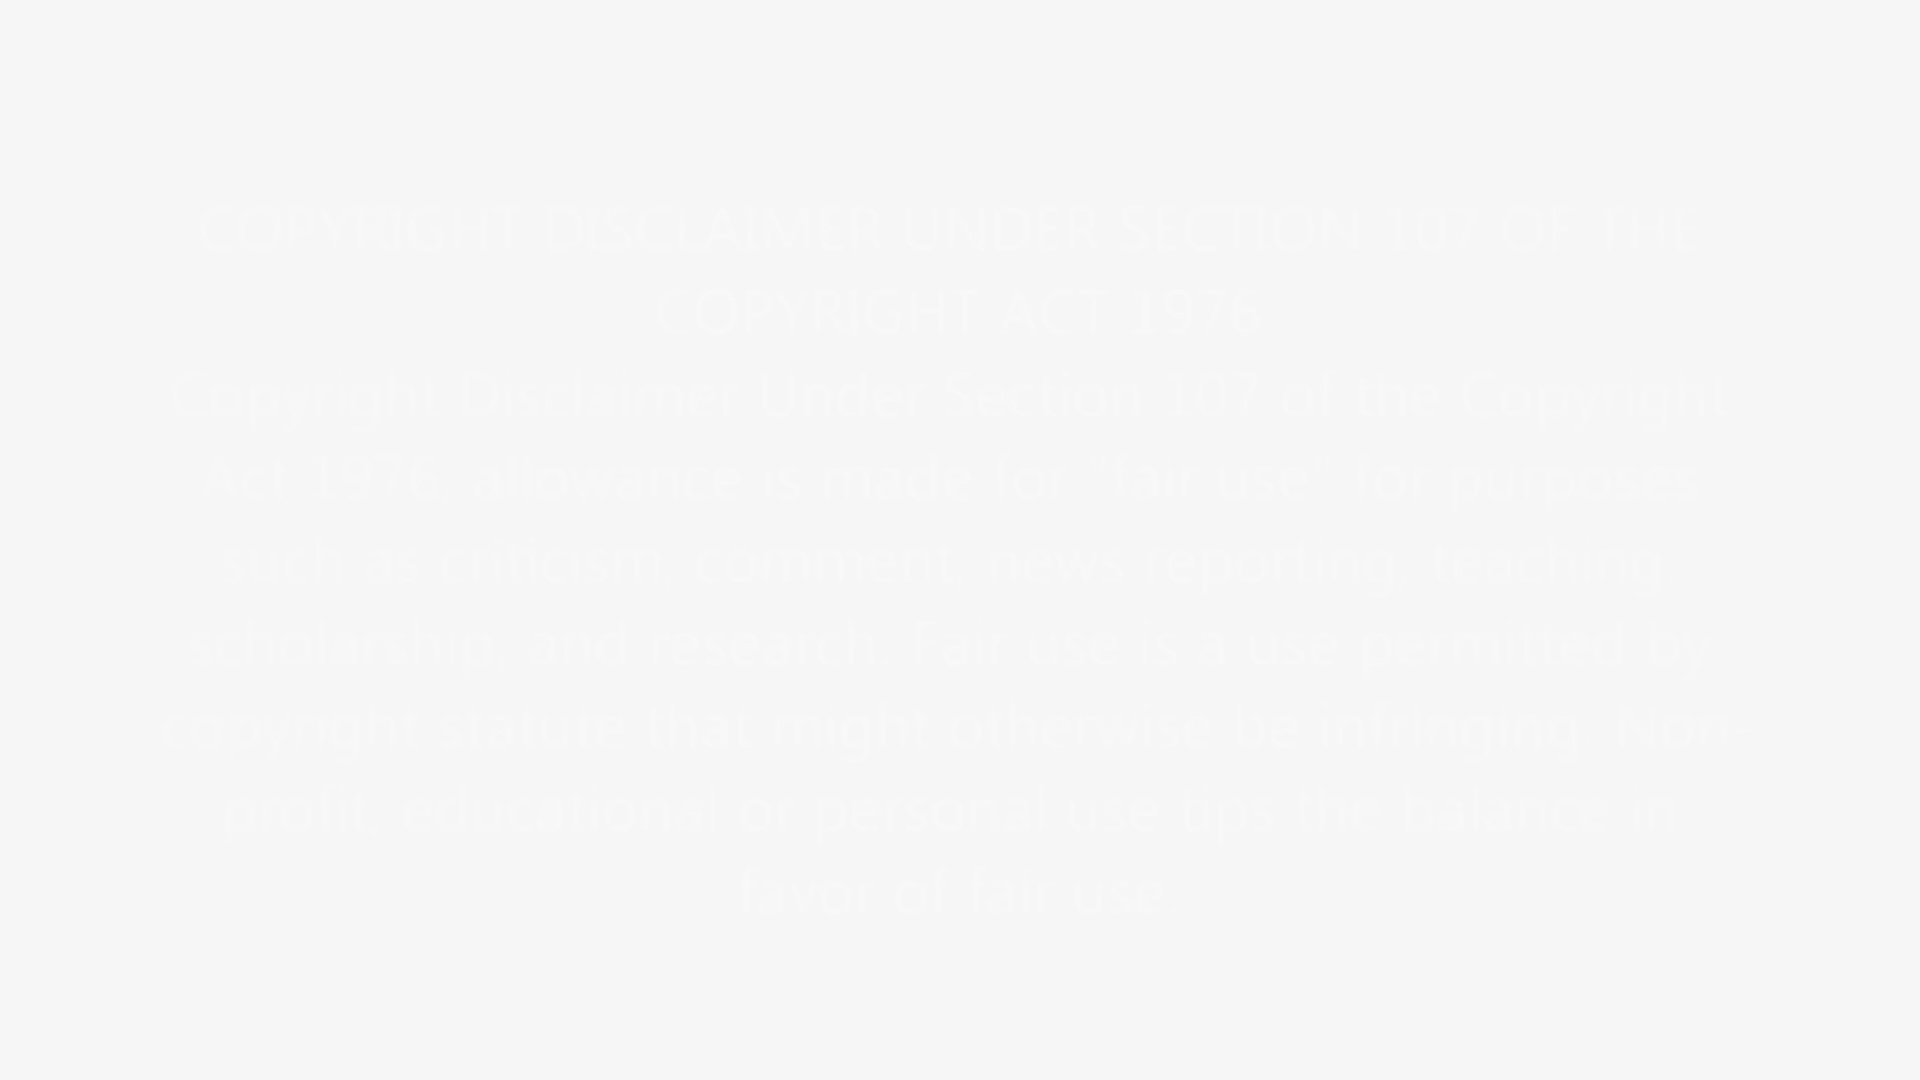 COPYRIGHT DISCLAIMER UNDER SECTION 107 OF THE
COPYRIGHT ACT 1976
Copyright Disclaimer Under Section 107 of the Copyright
Act 1976, allowance is made for "fair use" for purposes
such as criticism, comment, news reporting, teaching,
scholarship, and research. Fair use is a use permitted by
copyright statute that might otherwise be infringing. Non-
profit, educational or personal use tips the balance in
favor of fair use.